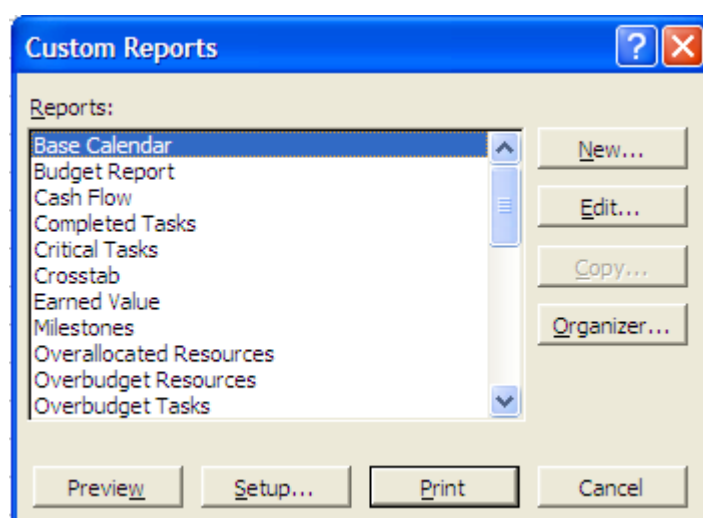 Custom Reports
Reports:
Base Calendar
Budget Report
Cash Flow
Completed Tasks
Critical Tasks
Crosstab
Earned Value
Milestones
Overallocated Resources
Overbudget Resources
Overbudget Tasks
New...
Edit...
Copy...
Organizer...
Preview
Setup...
Print
Cancel